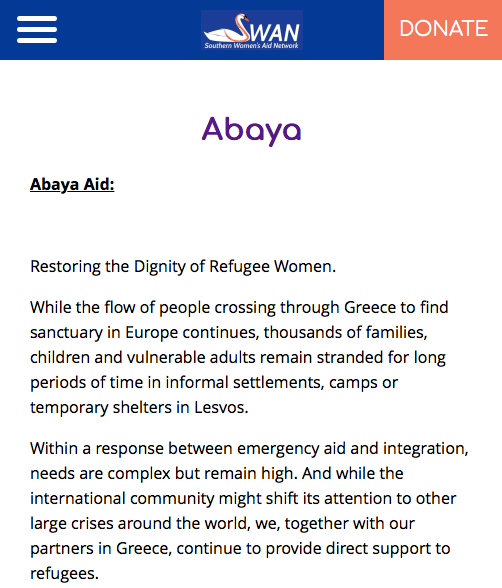 SWAN
Southern Women's Aid Network
DONATE
Abaya
Abaya Aid:
Restoring the Dignity of Refugee Women.
While the flow of people crossing through Greece to find
sanctuary in Europe continues, thousands of families,
children and vulnerable adults remain stranded for long
periods of time in informal settlements, camps or
temporary shelters in Lesvos.
Within a response between emergency aid and integration,
needs are complex but remain high. And while the
international community might shift its attention to other
large crises around the world, we, together with our
partners in Greece, continue to provide direct support to
refugees.